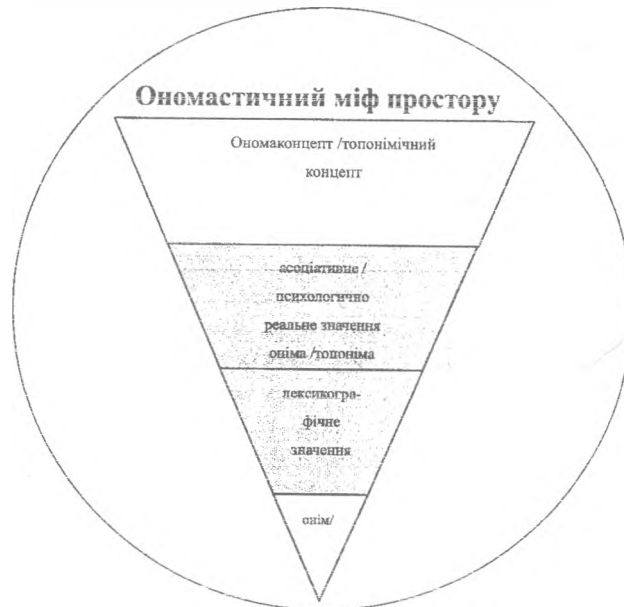 Ономастичний міф простору
Ономаконцепт /топонімічний
концепт
асоціативне /
психологічно
реальне значення
оніма /топоніма
лексикогра-
фічне
значення
онім/